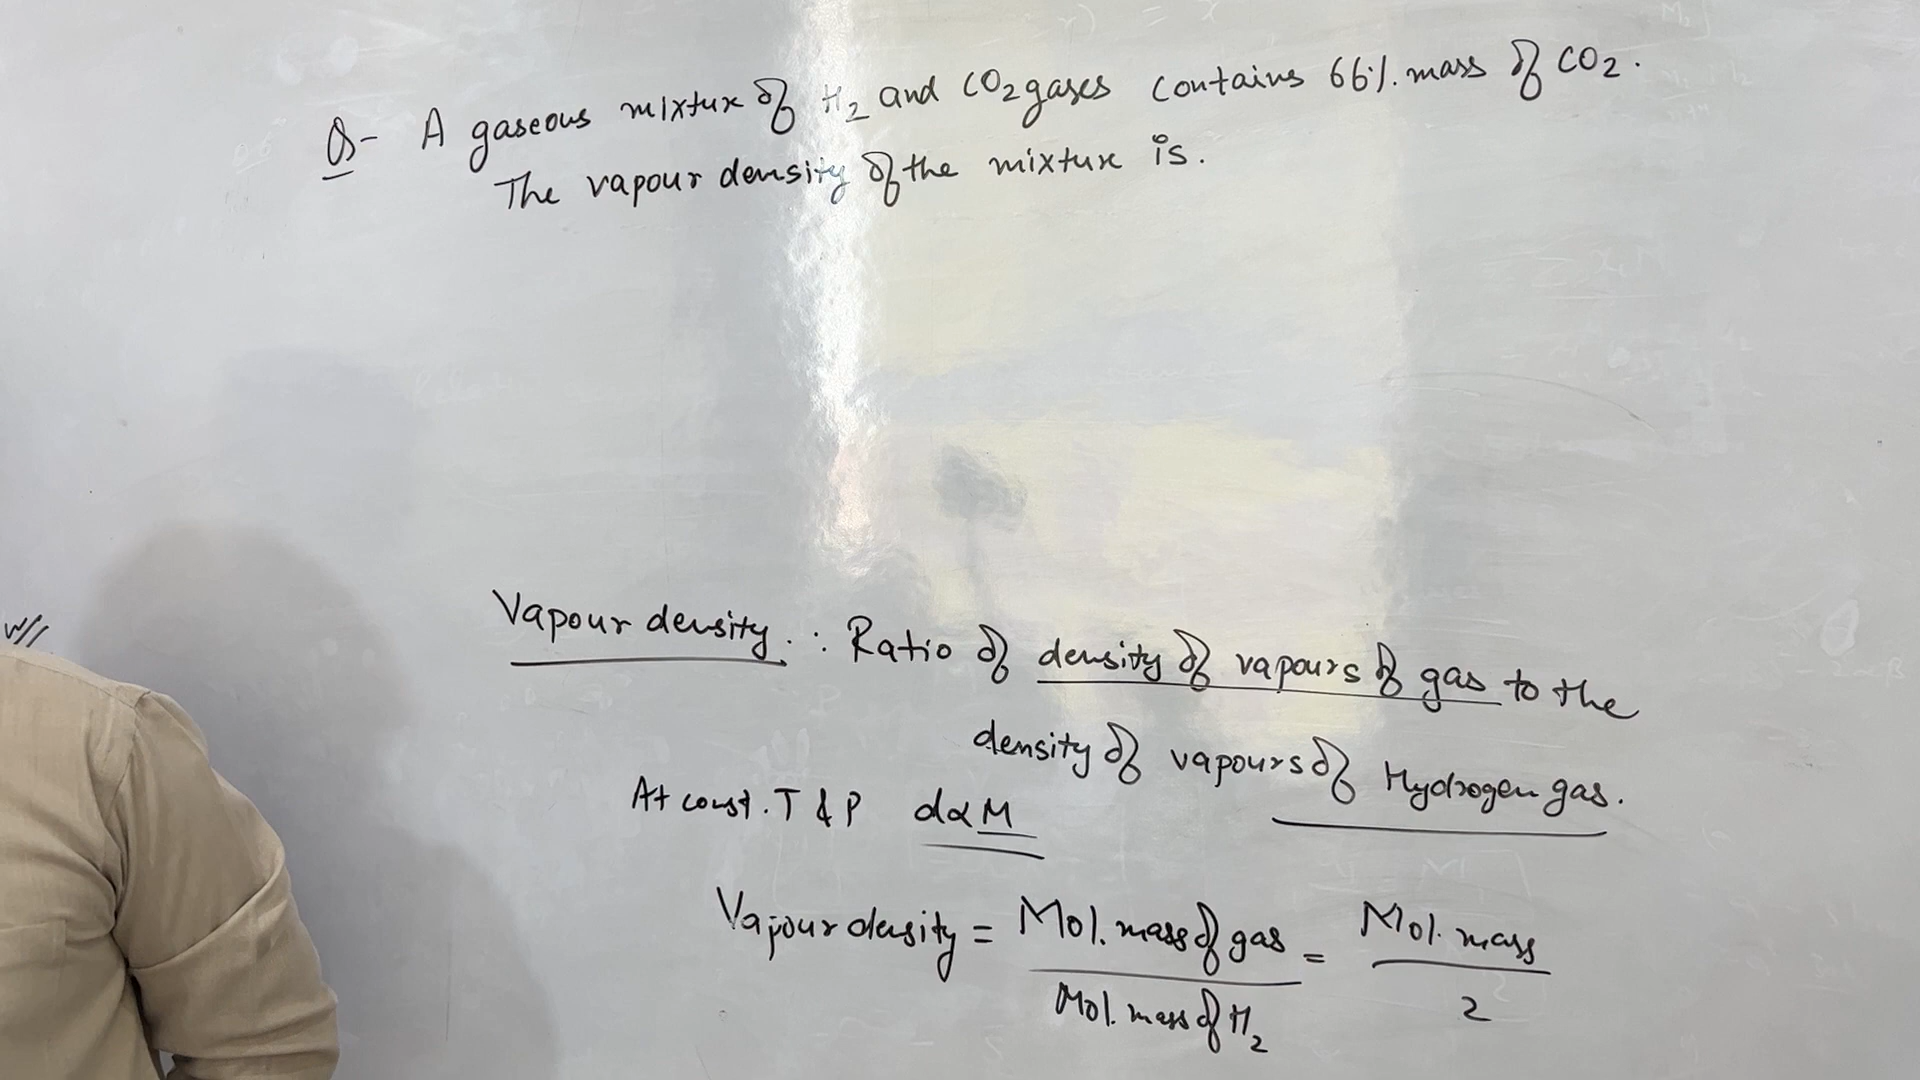 Q- A gaseous mixture of H2 and CO2 gases contains 66% mass of CO2.
The vapour density of the mixture is.
Vapour density. : Ratio of density of vapours of gas to the
density of vapours of Hydrogen gas.
At const. T & P d∝M
Vapour density = Mol. mass of gas / Mol. mass of H2 = Mol. mass / 2